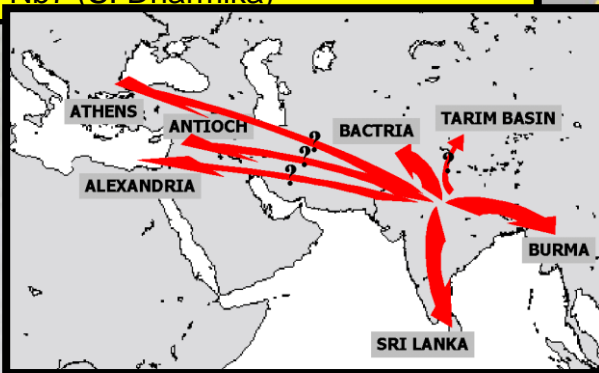 ATHENS
ANTIOCH
ALEXANDRIA
BACTRIA
TARIM BASIN
?
?
?
?
BURMA
SRI LANKA